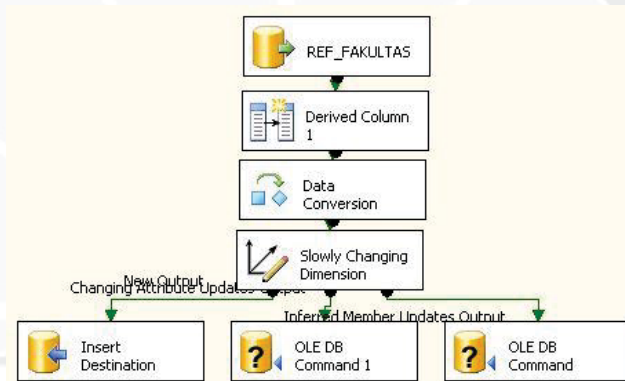 REF_FAKULTAS
Derived Column
1
Data
Conversion
Slowly Changing
Dimension
New Output
Changing Attribute Updates Output
Inferred Member Updates Output
Insert
Destination
OLE DB
Command 1
OLE DB
Command